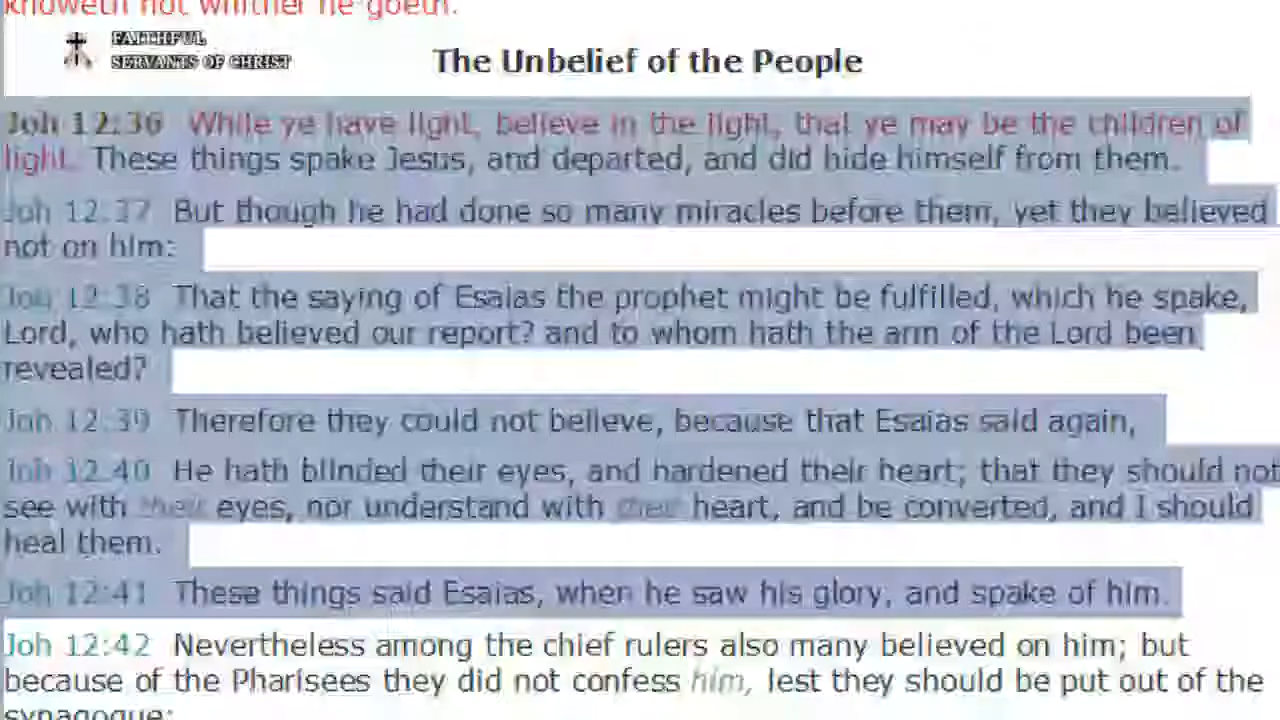 knoweth not whither he goeth.
FAITHFUL
SERVANTS OF CHRIST
The Unbelief of the People
Joh 12:36 While ye have light, believe in the light, that ye may be the children of
light. These things spake Jesus, and departed, and did hide himself from them.
Joh 12:37 But though he had done so many miracles before them, yet they believed
not on him:
Joh 12:38 That the saying of Esaias the prophet might be fulfilled, which he spake,
Lord, who hath believed our report? and to whom hath the arm of the Lord been
revealed?
Joh 12:39 Therefore they could not believe, because that Esaias said again,
Joh 12:40 He hath blinded their eyes, and hardened their heart; that they should not
see with their eyes, nor understand with their heart, and be converted, and I should
heal them.
Joh 12:41 These things said Esaias, when he saw his glory, and spake of him.
Joh 12:42 Nevertheless among the chief rulers also many believed on him; but
because of the Pharisees they did not confess him, lest they should be put out of the
synagogue: